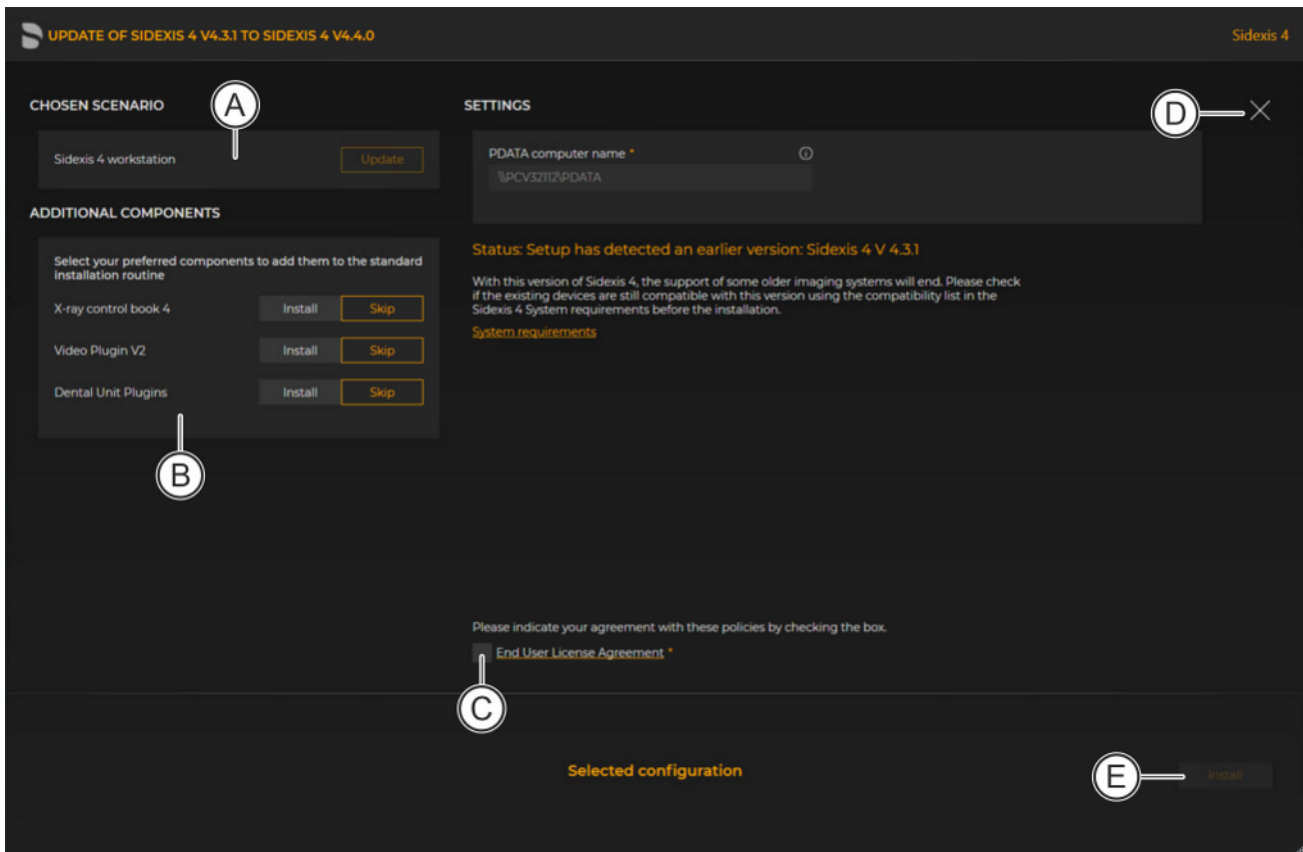 UPDATE OF SIDEXIS 4 V4.3.1 TO SIDEXIS 4 V4.4.0
Sidexis 4
CHOSEN SCENARIO
A
Sidexis 4 workstation
Update
ADDITIONAL COMPONENTS
Select your preferred components to add them to the standard
installation routine
X-ray control book 4
Install
Skip
Video Plugin V2
Install
Skip
Dental Unit Plugins
Install
Skip
B
SETTINGS
D
PDATA computer name *
\\PCV32112\PDATA
Status: Setup has detected an earlier version: Sidexis 4 V 4.3.1
With this version of Sidexis 4, the support of some older imaging systems will end. Please check
if the existing devices are still compatible with this version using the compatibility list in the
Sidexis 4 System requirements before the installation.
System requirements
Please indicate your agreement with these policies by checking the box.
End User License Agreement *
C
Selected configuration
E
Install